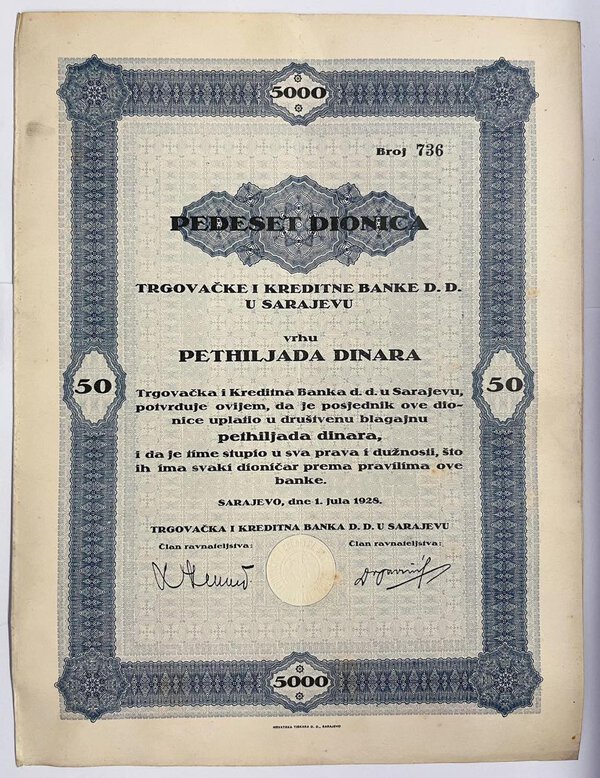 5000
Broj 736
PEDESET DIONICA
TRGOVAČKE I KREDITNE BANKE D. D.
U SARAJEVU
vrhu
PETHILJADA DINARA
50
50
Trgovačka i Kreditna Banka d. d. u Sarajevu,
potvrđuje ovijem, da je posjednik ove dio-
nice uplatio u društvenu blagajnu
pethiljada dinara,
i da je time stupio u sva prava i dužnosti, što
ih ima svaki dioničar prema pravilima ove
banke.
SARAJEVO, dne 1. jula 1928.
TRGOVAČKA I KREDITNA BANKA D. D. U SARAJEVU
Član ravnateljstva:
Član ravnateljstva:
5000
HRVATSKA TISKARA D. D., SARAJEVO